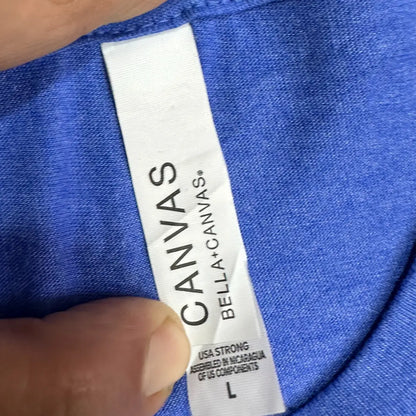 CANVAS
BELLA+CANVAS®
USA STRONG
ASSEMBLED IN NICARAGUA
OF US COMPONENTS
L